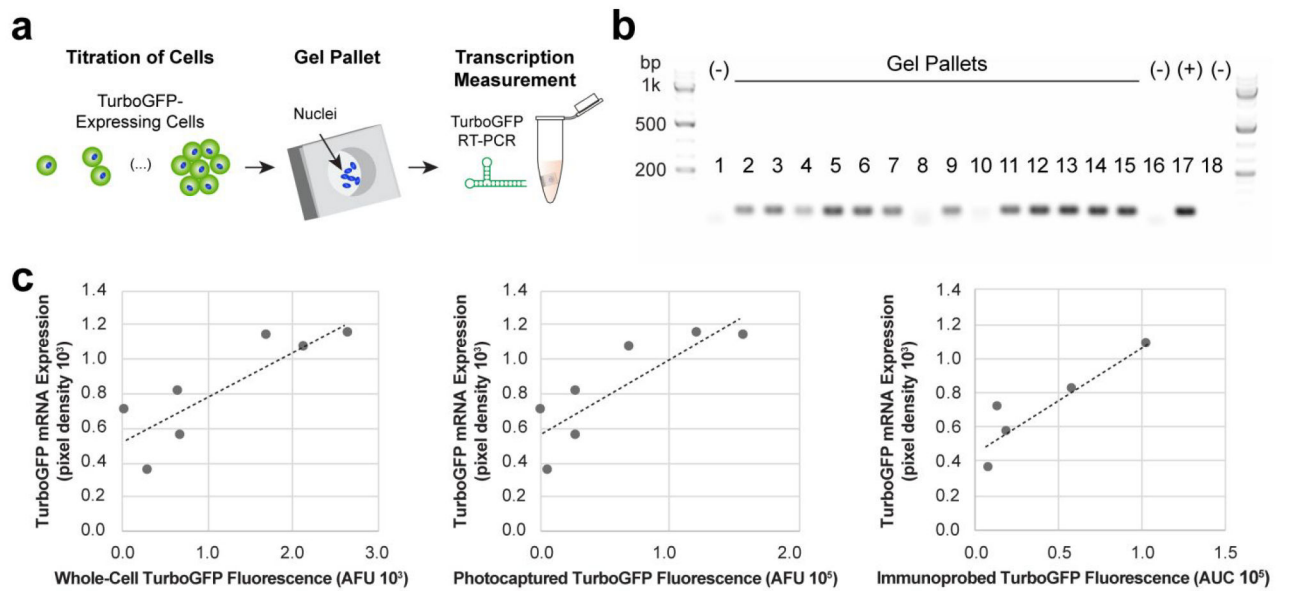 a
Titration of Cells
TurboGFP-
Expressing Cells
(...)
Gel Pallet
Nuclei
Transcription
Measurement
TurboGFP
RT-PCR
b
bp
1k
500
200
(-)
Gel Pallets
(-) (+) (-)
1 2 3 4 5 6 7 8 9 10 11 12 13 14 15 16 17 18
c
TurboGFP mRNA Expression
(pixel density 10³)
1.4
1.2
1.0
0.8
0.6
0.4
0.2
0.0
0.0 1.0 2.0 3.0
Whole-Cell TurboGFP Fluorescence (AFU 10³)
TurboGFP mRNA Expression
(pixel density 10³)
1.4
1.2
1.0
0.8
0.6
0.4
0.2
0.0
0.0 1.0 2.0
Photocaptured TurboGFP Fluorescence (AFU 10⁵)
TurboGFP mRNA Expression
(pixel density 10³)
1.4
1.2
1.0
0.8
0.6
0.4
0.2
0.0
0.0 0.5 1.0 1.5
Immunoprobed TurboGFP Fluorescence (AUC 10⁵)